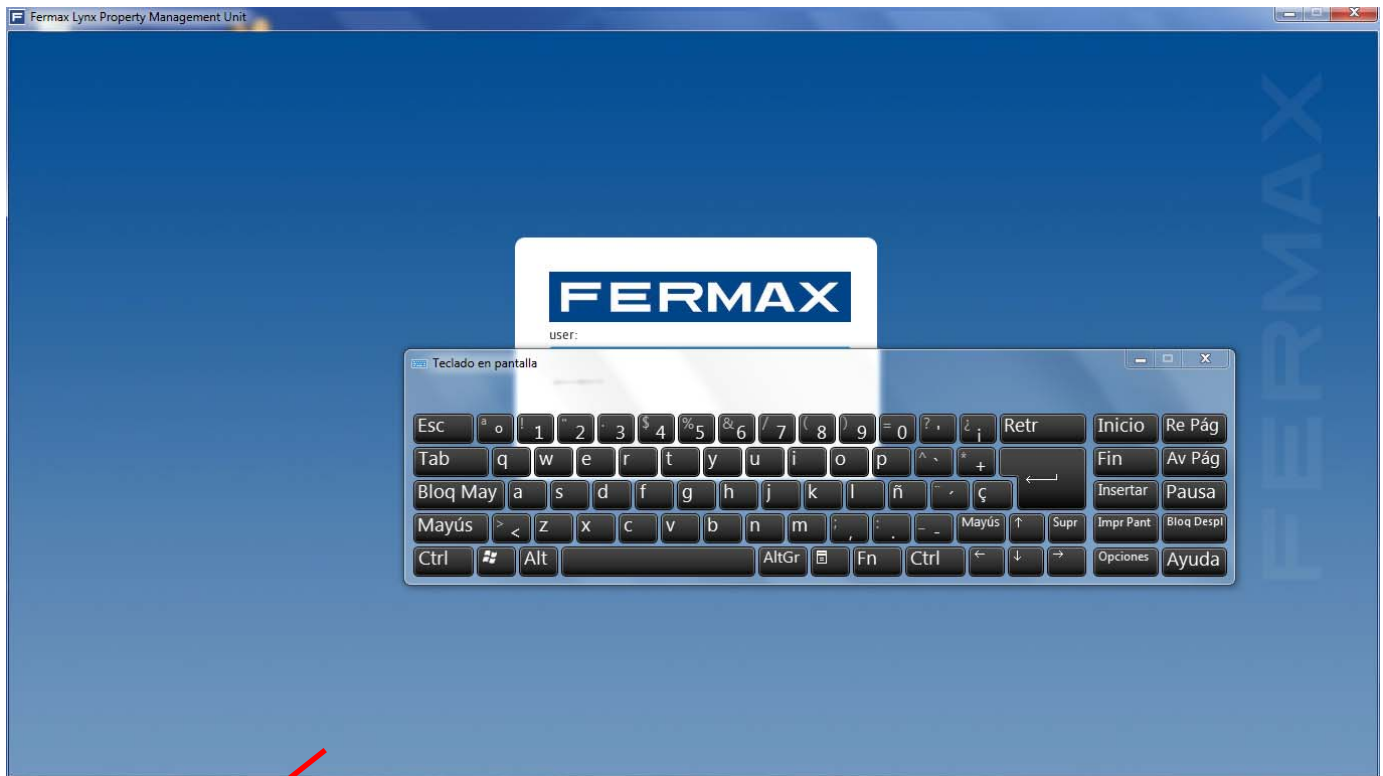 Fermax Lynx Property Management Unit
FERMAX
FERMAX
user:
Teclado en pantalla
Esc ª º ! 1 " 2 · 3 $ 4 % 5 & 6 / 7 ( 8 ) 9 = 0 ? ' ¿ ¡ Retr Inicio Re Pág
Tab q w e r t y u i o p ^ ` * + Fin Av Pág
Bloq May a s d f g h j k l ñ ¨ ´ ç Insertar Pausa
Mayús > < z x c v b n m ; , : . _ - Mayús ↑ Supr Impr Pant Bloq Despl
Ctrl Alt AltGr Fn Ctrl ← ↓ → Opciones Ayuda